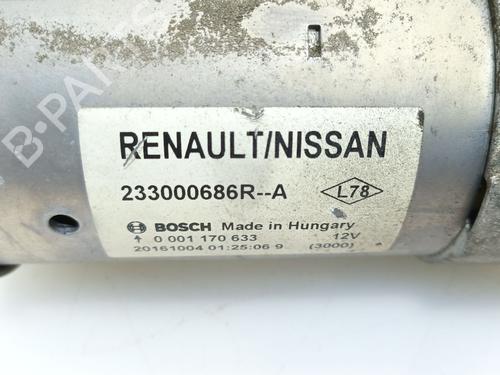 RENAULT/NISSAN
233000686R--A
L78
BOSCH Made in Hungary
0 001 170 633 12V
20161004 01:25:06 9 (3000)
B-PARTS